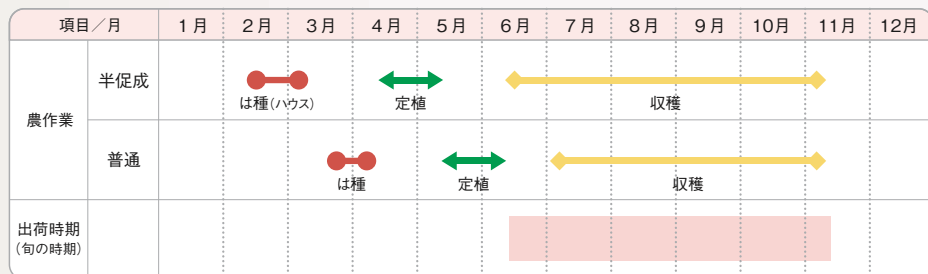 項目／月 1月 2月 3月 4月 5月 6月 7月 8月 9月 10月 11月 12月
農作業
半促成
は種(ハウス) 定植 収穫
普通
は種 定植 収穫
出荷時期
(旬の時期)